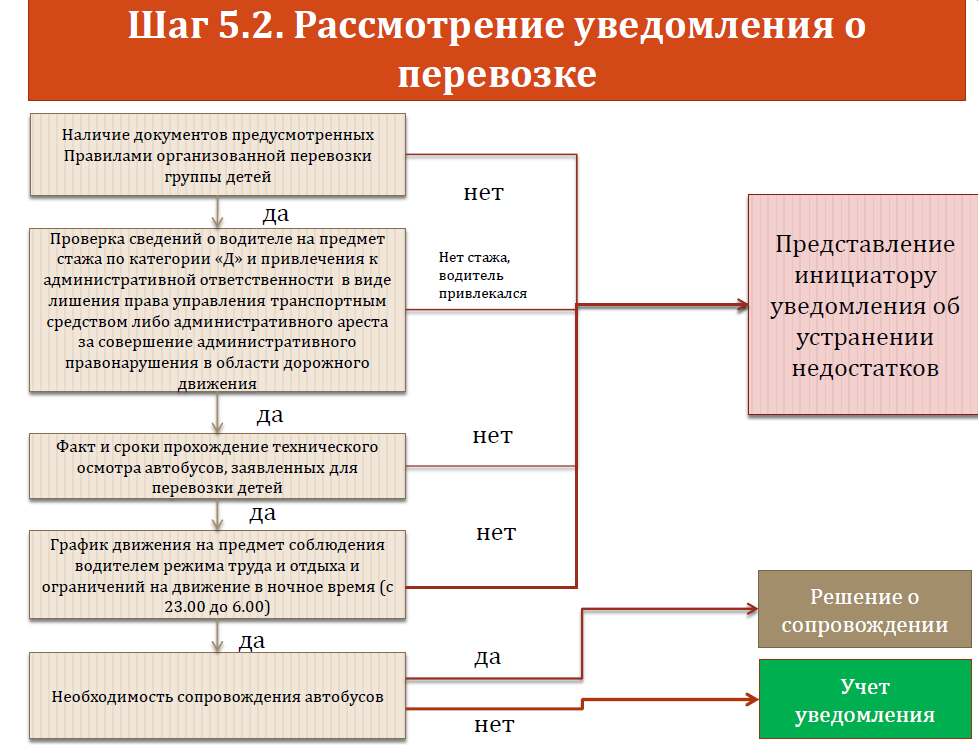 Шаг 5.2. Рассмотрение уведомления о
перевозке
Наличие документов предусмотренных
Правилами организованной перевозки
группы детей
нет
да
Проверка сведений о водителе на предмет
стажа по категории «Д» и привлечения к
административной ответственности в виде
лишения права управления транспортным
средством либо административного ареста
за совершение административного
правонарушения в области дорожного
движения
Нет стажа,
водитель
привлекался
Представление
инициатору
уведомления об
устранении
недостатков
да
нет
Факт и сроки прохождение технического
осмотра автобусов, заявленных для
перевозки детей
да
нет
График движения на предмет соблюдения
водителем режима труда и отдыха и
ограничений на движение в ночное время (с
23.00 до 6.00)
да
Необходимость сопровождения автобусов
да
Решение о
сопровождении
нет
Учет
уведомления